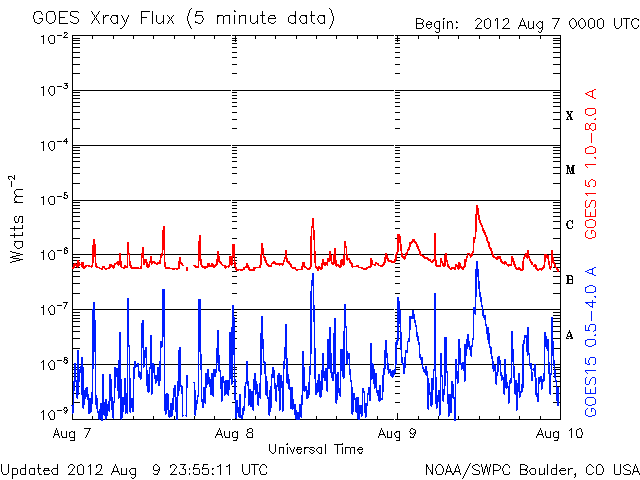 GOES Xray Flux (5 minute data)
Begin: 2012 Aug 7 0000 UTC
10-2
10-3
10-4
10-5
10-6
10-7
10-8
10-9
Watts m-2
X
M
C
B
A
GOES15 1.0-8.0 A
GOES15 0.5-4.0 A
Aug 7
Aug 8
Aug 9
Aug 10
Universal Time
Updated 2012 Aug 9 23:55:11 UTC
NOAA/SWPC Boulder, CO USA